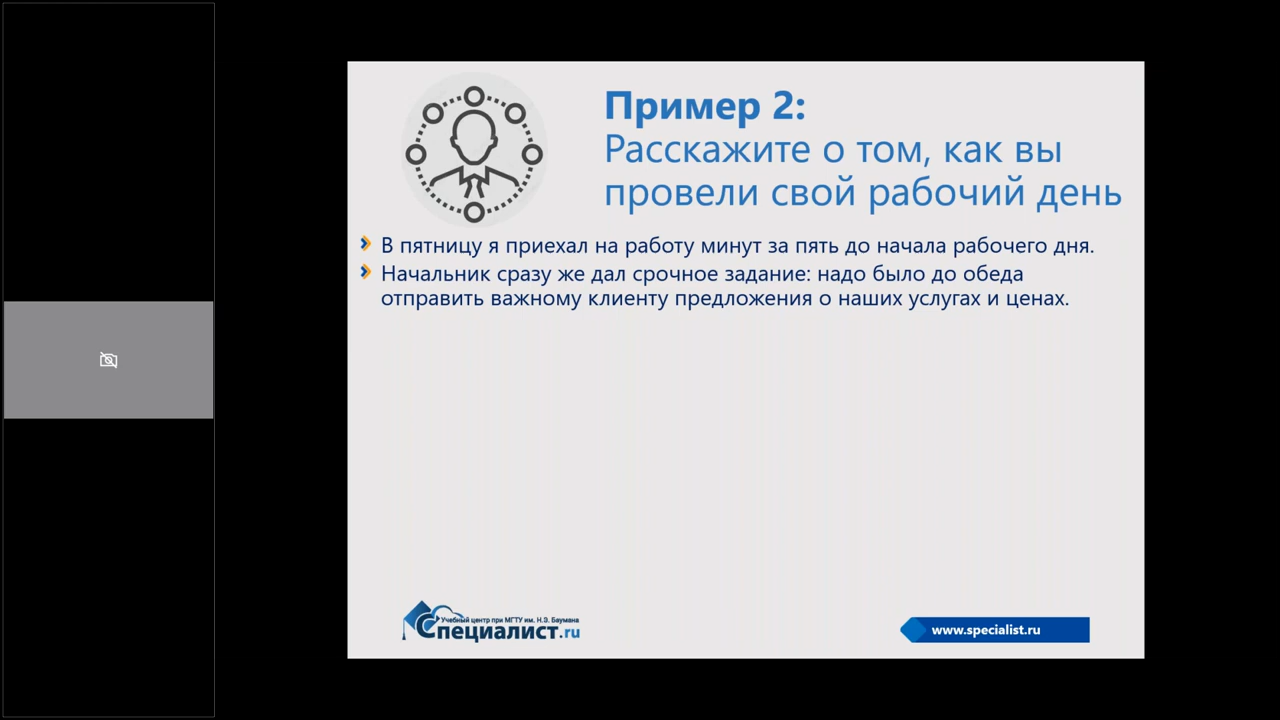 Пример 2:
Расскажите о том, как вы
провели свой рабочий день
В пятницу я приехал на работу минут за пять до начала рабочего дня.
Начальник сразу же дал срочное задание: надо было до обеда
отправить важному клиенту предложения о наших услугах и ценах.
Учебный центр при МГТУ им. Н.Э. Баумана
Специалист.ru
www.specialist.ru